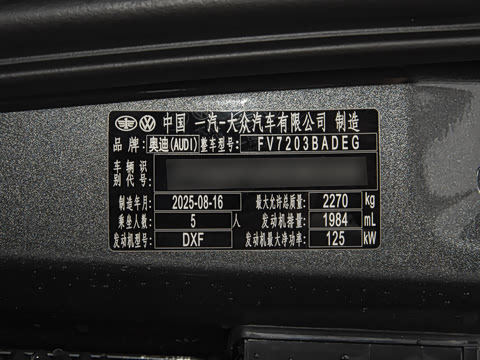 中国一汽-大众汽车有限公司 制造
品牌: 奥迪(AUDI) 整车型号: FV7203BADEG
车辆识别代号:
制造年月: 2025-08-16 最大允许总质量: 2270 kg
乘坐人数: 5 人 发动机排量: 1984 mL
发动机型号: DXF 发动机最大净功率: 125 kW